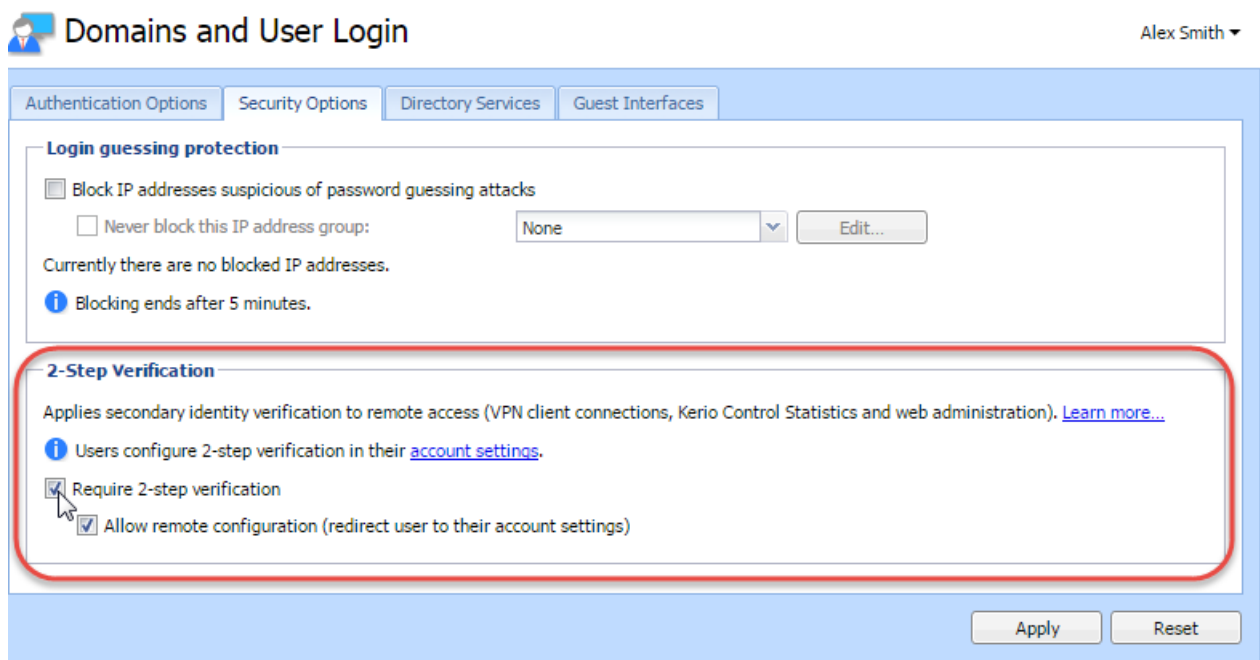 Domains and User Login
Alex Smith
Authentication Options
Security Options
Directory Services
Guest Interfaces
Login guessing protection
Block IP addresses suspicious of password guessing attacks
Never block this IP address group:
None
Edit...
Currently there are no blocked IP addresses.
Blocking ends after 5 minutes.
2-Step Verification
Applies secondary identity verification to remote access (VPN client connections, Kerio Control Statistics and web administration). Learn more...
Users configure 2-step verification in their account settings.
Require 2-step verification
Allow remote configuration (redirect user to their account settings)
Apply
Reset